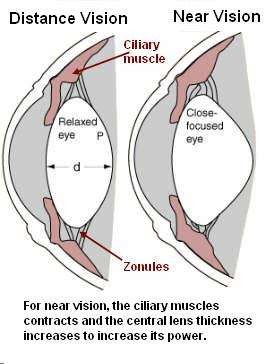 Distance Vision
Near Vision
Ciliary
muscle
Relaxed
eye
P
d
Close-
focused
eye
Zonules
For near vision, the ciliary muscles
contracts and the central lens thickness
increases to increase its power.